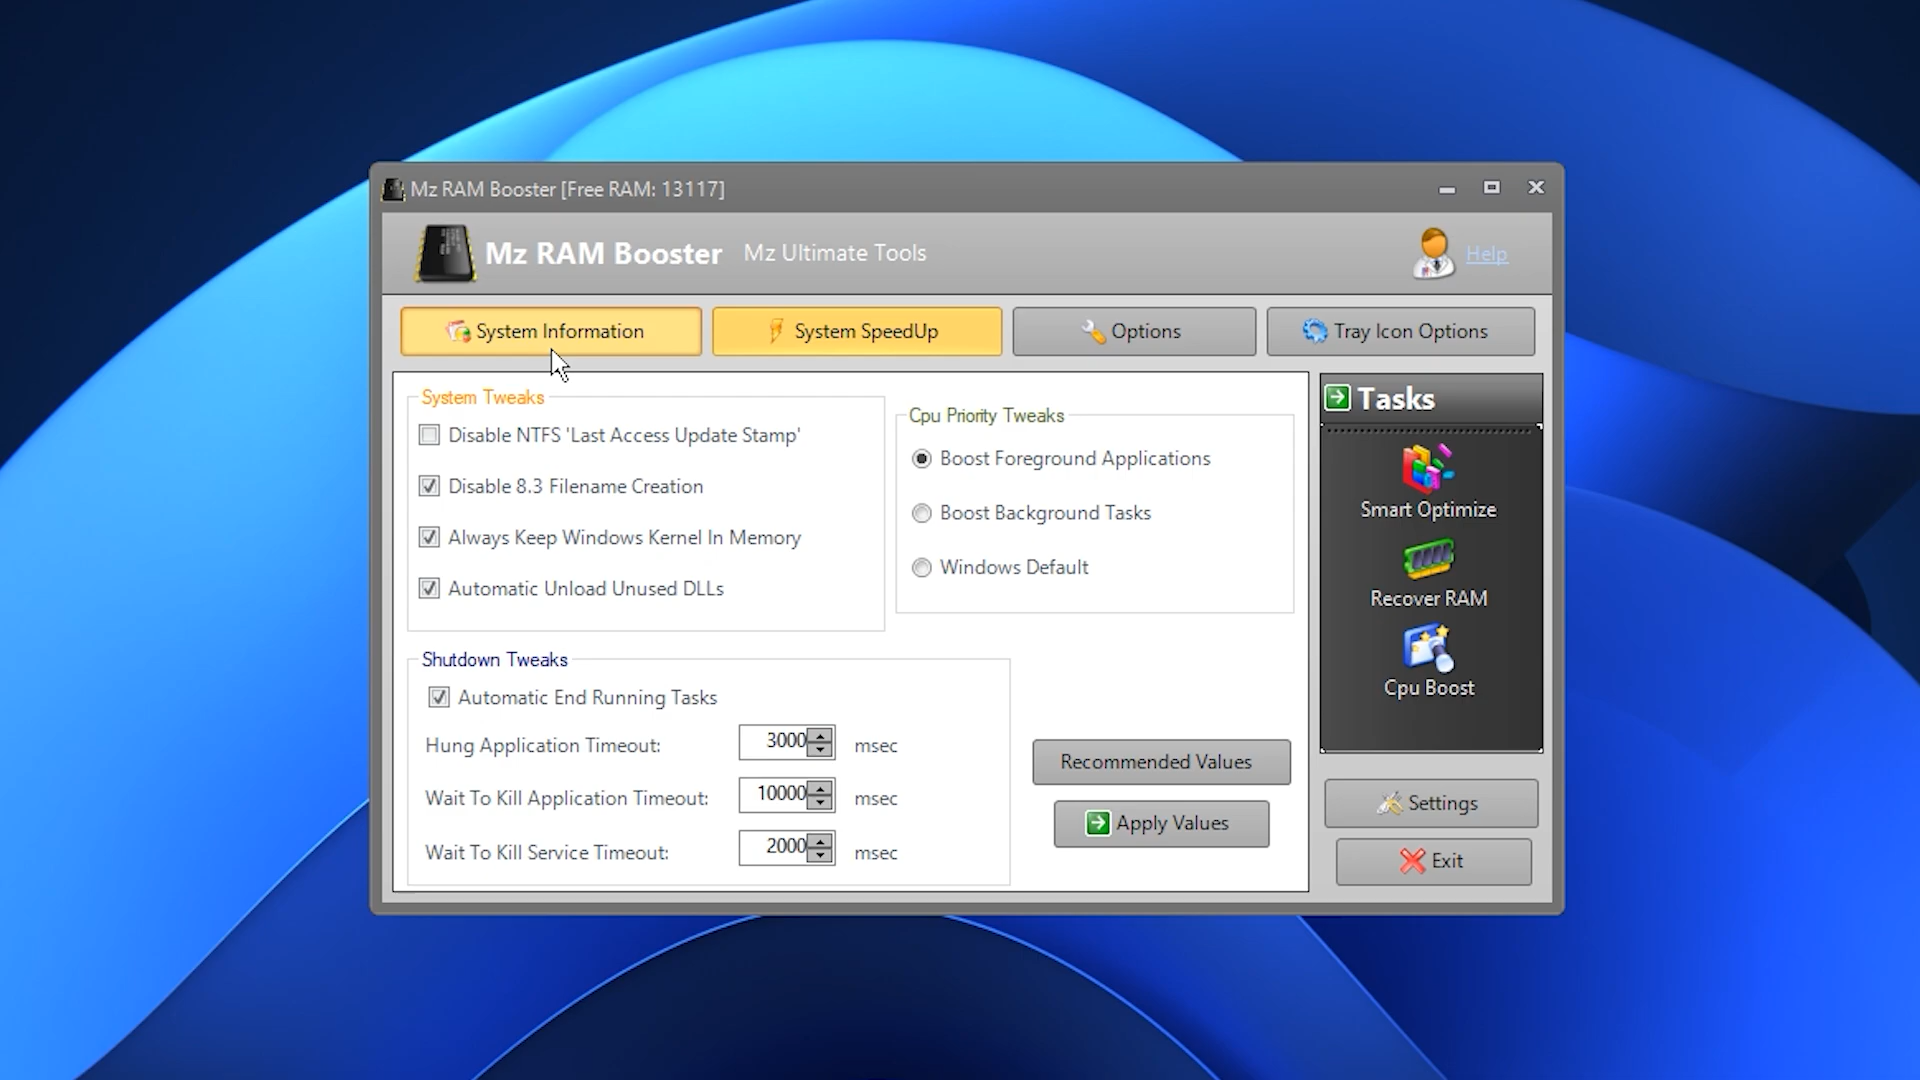 Mz RAM Booster [Free RAM: 13117]
Mz RAM Booster Mz Ultimate Tools
Help
System Information
System SpeedUp
Options
Tray Icon Options
System Tweaks
Disable NTFS 'Last Access Update Stamp'
Disable 8.3 Filename Creation
Always Keep Windows Kernel In Memory
Automatic Unload Unused DLLs
Cpu Priority Tweaks
Boost Foreground Applications
Boost Background Tasks
Windows Default
Shutdown Tweaks
Automatic End Running Tasks
Hung Application Timeout: 3000 msec
Wait To Kill Application Timeout: 10000 msec
Wait To Kill Service Timeout: 2000 msec
Recommended Values
Apply Values
Tasks
Smart Optimize
Recover RAM
Cpu Boost
Settings
Exit